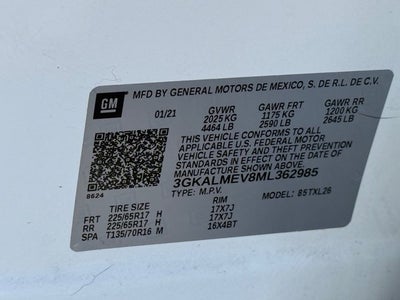 GM
MFD BY GENERAL MOTORS DE MEXICO, S. DE R.L. DE C.V.
01/21 GVWR GAWR FRT GAWR RR
2025 KG 1175 KG 1200 KG
4464 LB 2590 LB 2645 LB
THIS VEHICLE CONFORMS TO ALL
APPLICABLE U.S. FEDERAL MOTOR
VEHICLE SAFETY, BUMPER, AND THEFT
PREVENTION STANDARDS IN EFFECT ON
THE DATE OF MANUFACTURE SHOWN ABOVE.
3GKALMEV8ML362985
8624
TYPE: M.P.V. MODEL: 85TXL26
TIRE SIZE RIM
FRT 225/65R17 H 17X7J
RR 225/65R17 H 17X7J
SPA T135/70R16 M 16X4BT